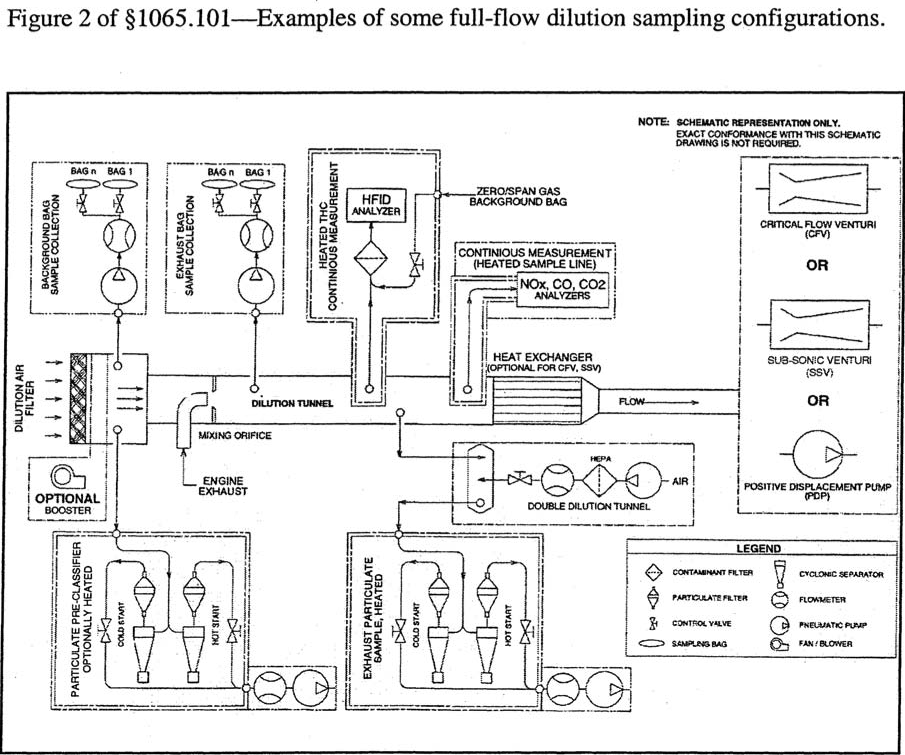 Figure 2 of §1065.101—Examples of some full-flow dilution sampling configurations.
NOTE: SCHEMATIC REPRESENTATION ONLY.
EXACT CONFORMANCE WITH THIS SCHEMATIC
DRAWING IS NOT REQUIRED.
BAG n BAG 1
BACKGROUND BAG
SAMPLE COLLECTION
BAG n BAG 1
EXHAUST BAG
SAMPLE COLLECTION
HEATED THC
CONTINIOUS MEASUREMENT
HFID
ANALYZER
ZERO/SPAN GAS
BACKGROUND BAG
CONTINIOUS MEASUREMENT
(HEATED SAMPLE LINE)
NOx, CO, CO2
ANALYZERS
CRITICAL FLOW VENTURI
(CFV)
OR
SUB-SONIC VENTURI
(SSV)
OR
POSITIVE DISPLACEMENT PUMP
(PDP)
DILUTION AIR
FILTER
HEAT EXCHANGER
(OPTIONAL FOR CFV, SSV)
DILUTION TUNNEL
FLOW
MIXING ORIFICE
ENGINE
EXHAUST
OPTIONAL
BOOSTER
HEPA
AIR
DOUBLE DILUTION TUNNEL
PARTICULATE PRE-CLASSIFIER
OPTIONALLY HEATED
COLD START
HOT START
EXHAUST PARTICULATE
SAMPLE, HEATED
COLD START
HOT START
LEGEND
CONTAMINANT FILTER
CYCLONIC SEPARATOR
PARTICULATE FILTER
FLOWMETER
CONTROL VALVE
PNEUMATIC PUMP
SAMPLING BAG
FAN / BLOWER